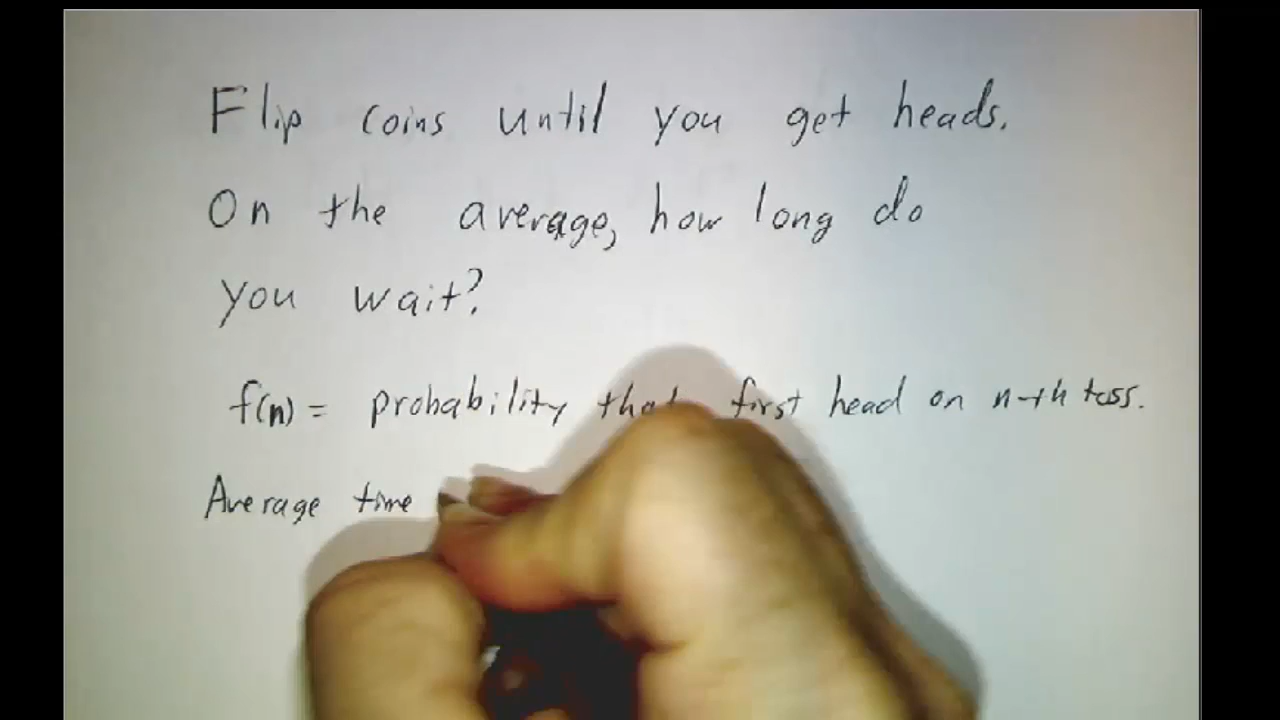 Flip coins until you get heads.
On the average, how long do
you wait?
f(n) = probability that first head on n-th toss.
Average time